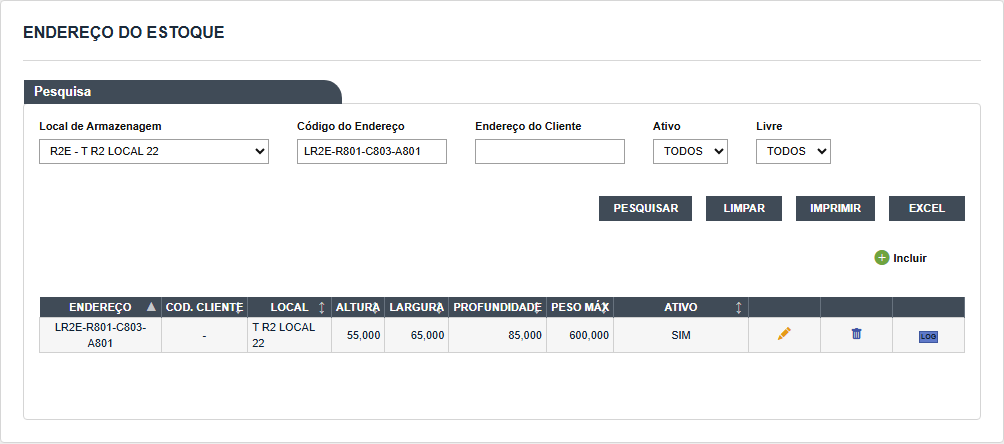 ENDEREÇO DO ESTOQUE
Pesquisa
Local de Armazenagem Código do Endereço Endereço do Cliente Ativo Livre
R2E - T R2 LOCAL 22 LR2E-R801-C803-A801 TODOS TODOS
PESQUISAR LIMPAR IMPRIMIR EXCEL
Incluir
ENDEREÇO COD. CLIENTE LOCAL ALTURA LARGURA PROFUNDIDADE PESO MÁX ATIVO
LR2E-R801-C803-
A801 - T R2 LOCAL
22 55,000 65,000 85,000 600,000 SIM LOG